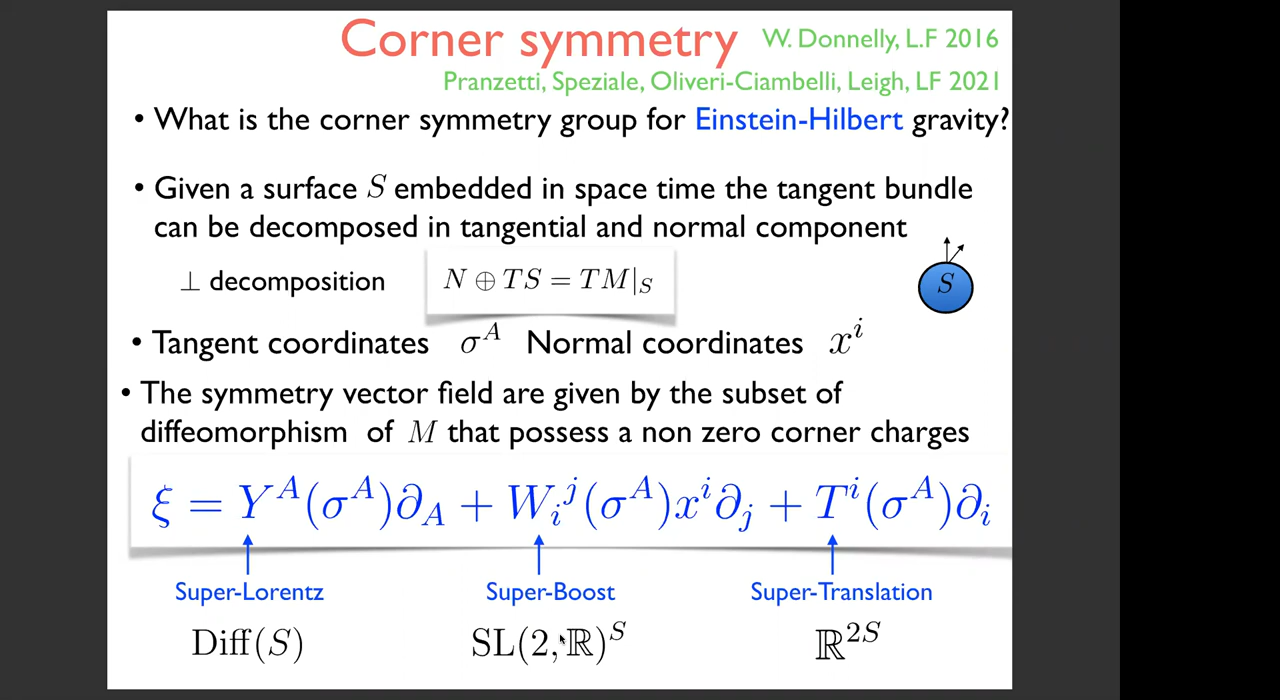 Corner symmetry W. Donnelly, L.F 2016
Pranzetti, Speziale, Oliveri-Ciambelli, Leigh, LF 2021
• What is the corner symmetry group for Einstein-Hilbert gravity?
• Given a surface S embedded in space time the tangent bundle
can be decomposed in tangential and normal component
⊥ decomposition N ⊕ TS = TM|_S S
• Tangent coordinates σ^A Normal coordinates x^i
• The symmetry vector field are given by the subset of
diffeomorphism of M that possess a non zero corner charges
ξ = Y^A(σ^A)∂_A + W_i^j(σ^A)x^i∂_j + T^i(σ^A)∂_i
Super-Lorentz Super-Boost Super-Translation
Diff(S) SL(2,ℝ)^S ℝ^{2S}